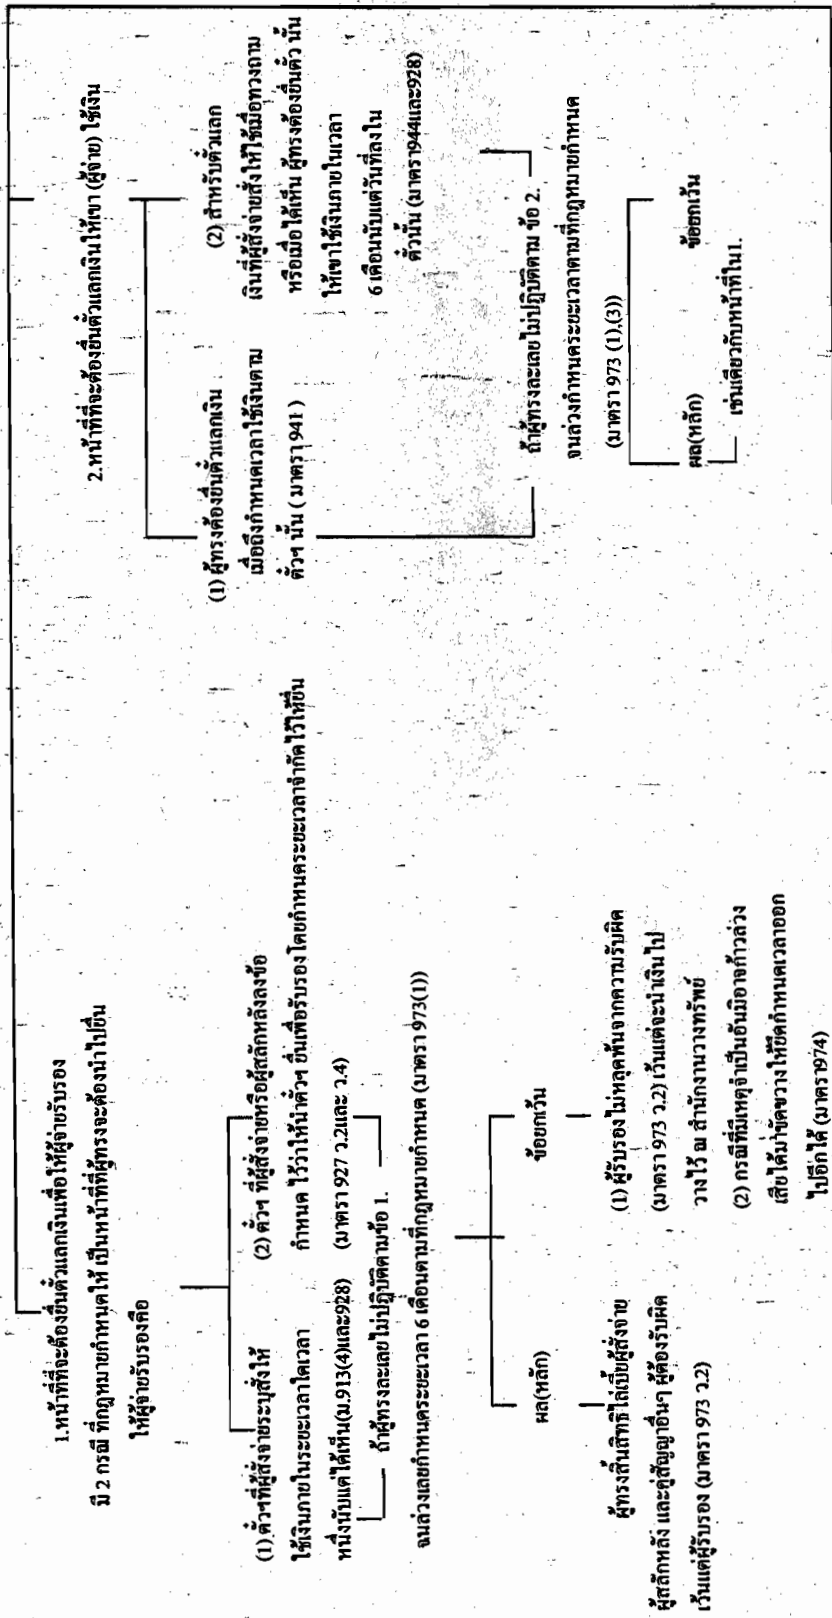 1.หน้าที่ที่จะต้องยื่นตั๋วแลกเงินเพื่อให้ผู้จ่ายรับรอง
มี 2 กรณี ที่กฎหมายกำหนดให้ เป็นหน้าที่ที่ผู้ทรงจะต้องนำไปยื่น
ให้ผู้จ่ายรับรองคือ
(1) ตั๋วฯที่ผู้สั่งจ่ายระบุสั่งให้
ใช้เงินภายในระยะเวลาใดเวลา
หนึ่งนับแต่ได้เห็น(ม.913(4)และ928)
(2) ตั๋วฯ ที่ผู้สั่งจ่ายหรือผู้สลักหลังลงข้อ
กำหนด ไว้ว่าให้นำตั๋วฯ ยื่นเพื่อรับรอง โดยกำหนดระยะเวลาจำกัดไว้ให้ยื่น
(มาตรา 927 ว.2และ ว.4)
ถ้าผู้ทรงละเลยไม่ปฏิบัติตามข้อ 1.
จนล่วงเลยกำหนดระยะเวลา 6 เดือนตามที่กฎหมายกำหนด (มาตรา 973(1))
ผล(หลัก)
ผู้ทรงสิ้นสิทธิไล่เบี้ยผู้สั่งจ่าย
ผู้สลักหลัง และคู่สัญญาอื่นๆ ผู้ต้องรับผิด
เว้นแต่ผู้รับรอง (มาตรา 973 ว.2)
ข้อยกเว้น
(1) ผู้รับรอง ไม่หลุดพ้นจากความรับผิด
(มาตรา 973 ว.2) เว้นแต่จะนำเงินไป
วางไว้ ณ สำนักงานวางทรัพย์
(2) กรณีที่มีเหตุจำเป็นอันมิอาจก้าวล่วง
เสียได้มาขัดขวางให้ยืดกำหนดเวลาออก
ไปอีกได้ (มาตรา974)
2.หน้าที่ที่จะต้องยื่นตั๋วแลกเงินให้เขา (ผู้จ่าย) ใช้เงิน
(1) ผู้ทรงต้องยื่นตั๋วแลกเงิน
เมื่อถึงกำหนดเวลาใช้เงินตาม
ตั๋วฯ นั้น ( มาตรา 941 )
(2) สำหรับตั๋วแลก
เงินที่ผู้สั่งจ่ายสั่งให้ใช้เมื่อทวงถาม
หรือเมื่อได้เห็น ผู้ทรงต้องยื่นตั๋ว นั้น
ให้เขาใช้เงินภายในเวลา
6 เดือนนับแต่วันที่ลงใน
ตั๋วนั้น (มาตรา944และ928)
ถ้าผู้ทรงละเลยไม่ปฏิบัติตาม ข้อ 2.
จนล่วงกำหนดระยะเวลาตามที่กฎหมายกำหนด
(มาตรา 973 (1),(3))
ผล(หลัก)
ข้อยกเว้น
เช่นเดียวกับหน้าที่ใน1.